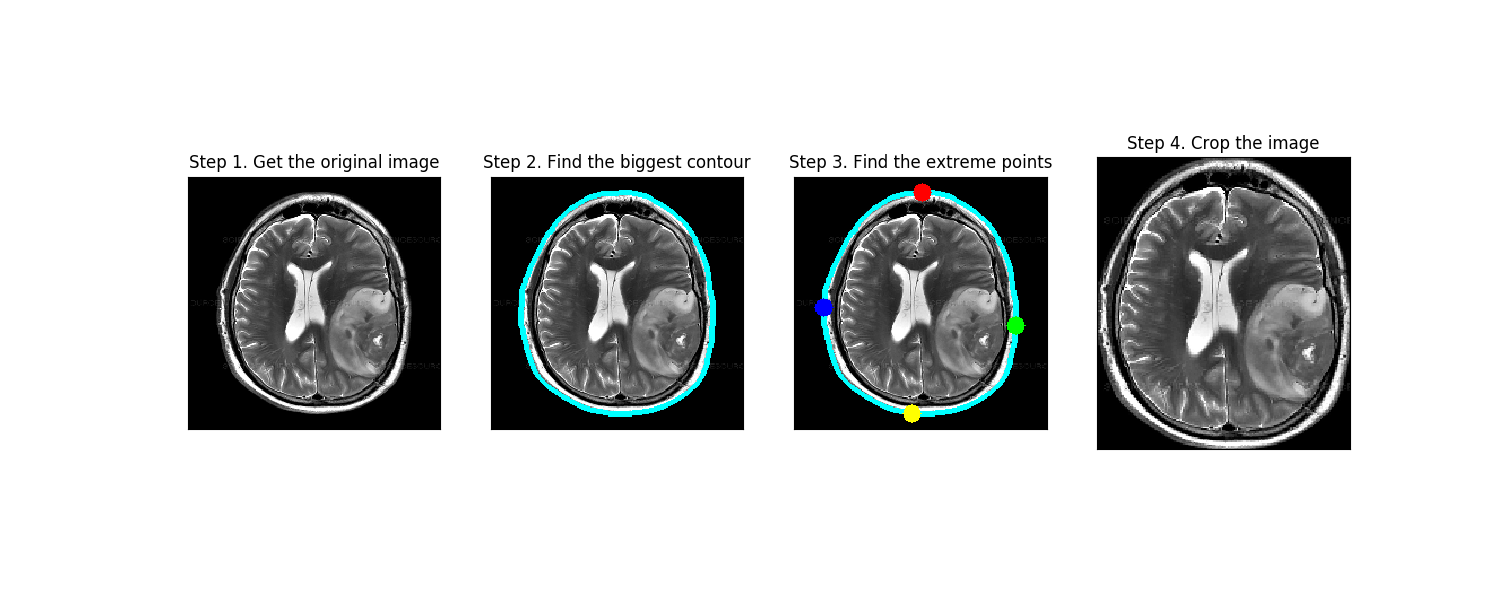 Step 1. Get the original image
Step 2. Find the biggest contour
Step 3. Find the extreme points
Step 4. Crop the image